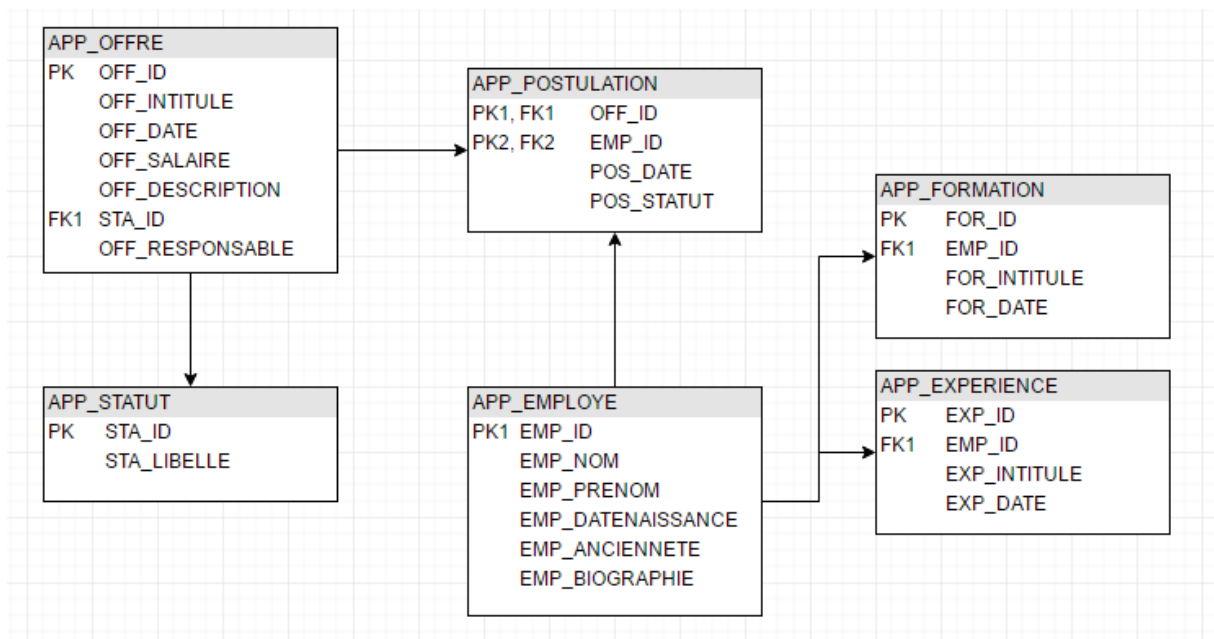 APP_OFFRE
PK OFF_ID
OFF_INTITULE
OFF_DATE
OFF_SALAIRE
OFF_DESCRIPTION
FK1 STA_ID
OFF_RESPONSABLE
APP_POSTULATION
PK1, FK1 OFF_ID
PK2, FK2 EMP_ID
POS_DATE
POS_STATUT
APP_FORMATION
PK FOR_ID
FK1 EMP_ID
FOR_INTITULE
FOR_DATE
APP_STATUT
PK STA_ID
STA_LIBELLE
APP_EMPLOYE
PK1 EMP_ID
EMP_NOM
EMP_PRENOM
EMP_DATENAISSANCE
EMP_ANCIENNETE
EMP_BIOGRAPHIE
APP_EXPERIENCE
PK EXP_ID
FK1 EMP_ID
EXP_INTITULE
EXP_DATE